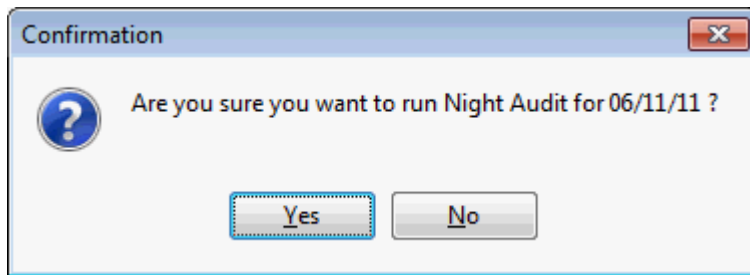 Confirmation
Are you sure you want to run Night Audit for 06/11/11 ?
Yes No